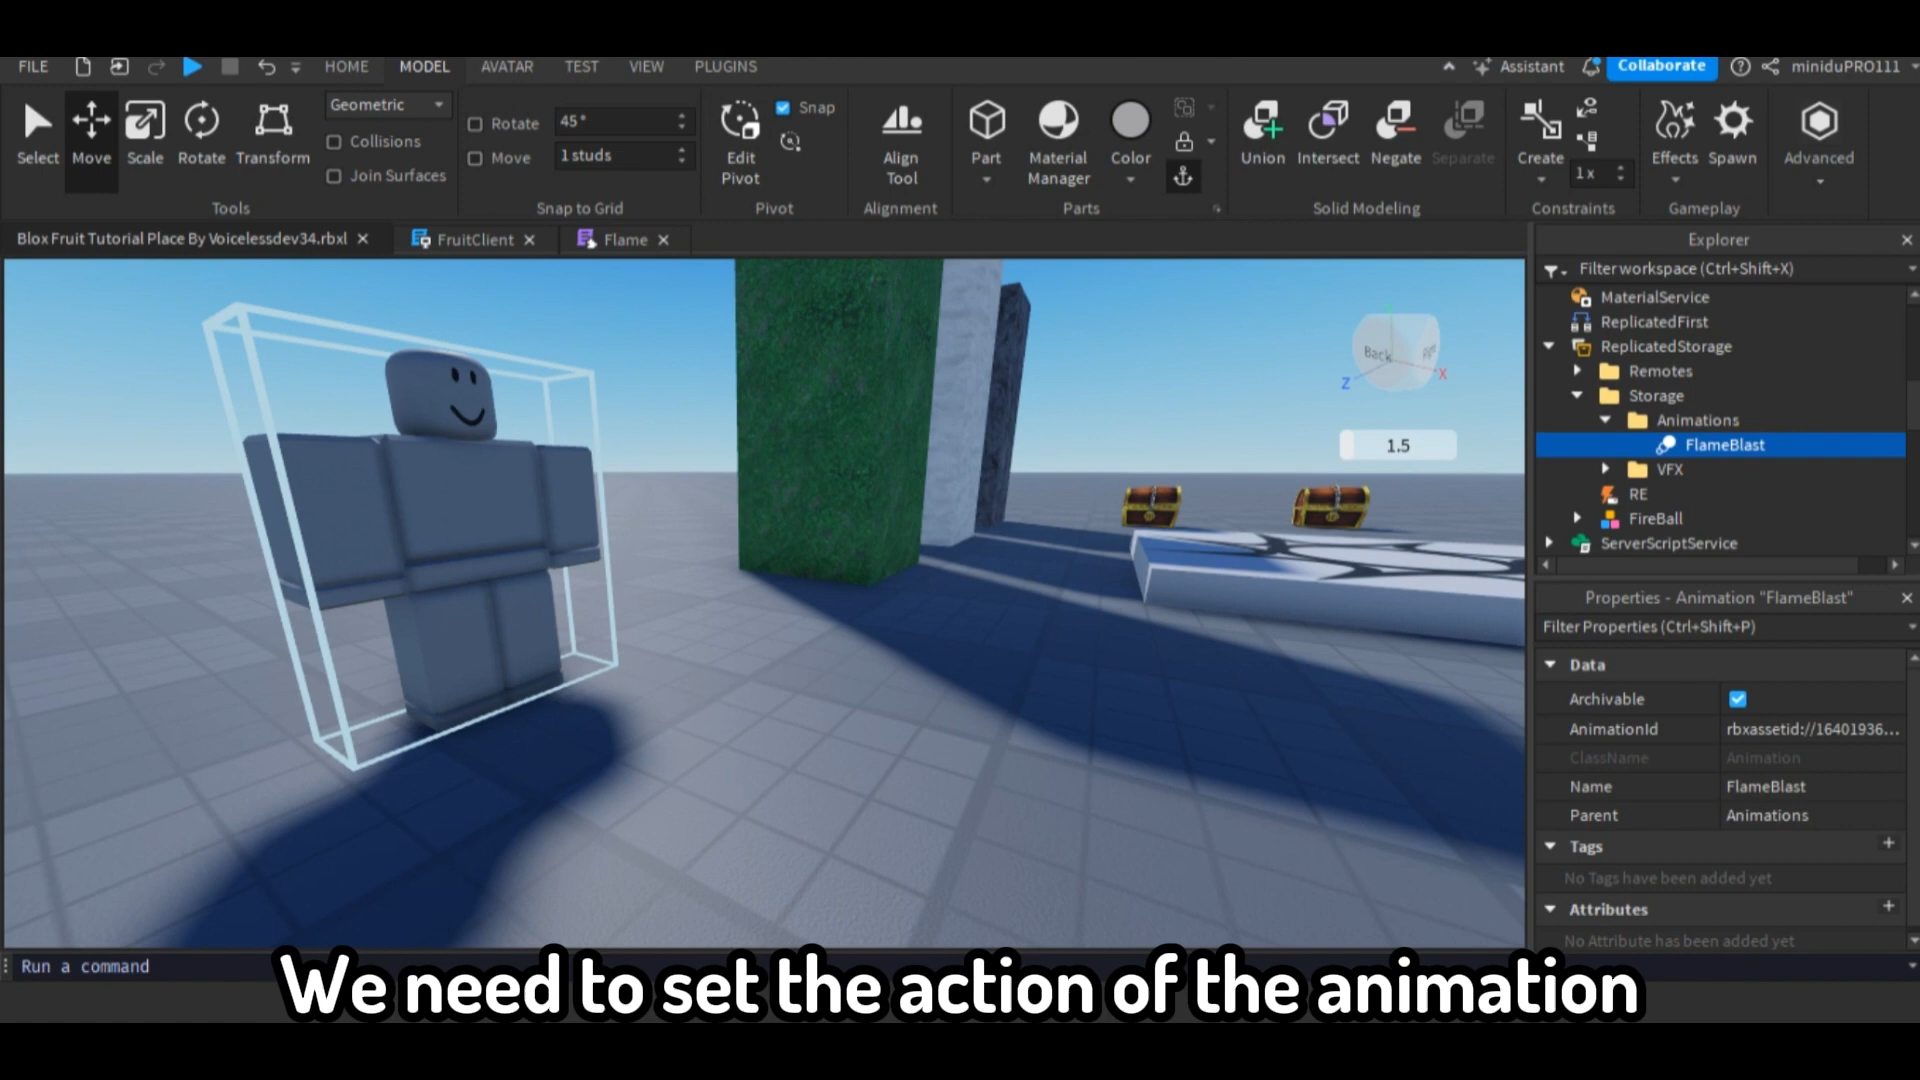 FILE HOME MODEL AVATAR TEST VIEW PLUGINS Assistant Collaborate miniduPRO111
Select Move Scale Rotate Transform
Geometric
Collisions
Join Surfaces
Tools
Rotate 45°
Move 1 studs
Snap to Grid
Edit Pivot
Snap
Pivot
Align Tool
Alignment
Part
Material Manager
Color
Parts
Union Intersect Negate Separate
Solid Modeling
Create
1 x
Constraints
Effects Spawn
Gameplay
Advanced
Blox Fruit Tutorial Place By Voicelessdev34.rbxl FruitClient Flame
Back
Z
X
1.5
Explorer
Filter workspace (Ctrl+Shift+X)
MaterialService
ReplicatedFirst
ReplicatedStorage
Remotes
Storage
Animations
FlameBlast
VFX
RE
FireBall
ServerScriptService
Properties - Animation "FlameBlast"
Filter Properties (Ctrl+Shift+P)
Data
Archivable
AnimationId rbxassetid://16401936...
ClassName Animation
Name FlameBlast
Parent Animations
Tags
No Tags have been added yet
Attributes
No Attribute has been added yet
Run a command
We need to set the action of the animation